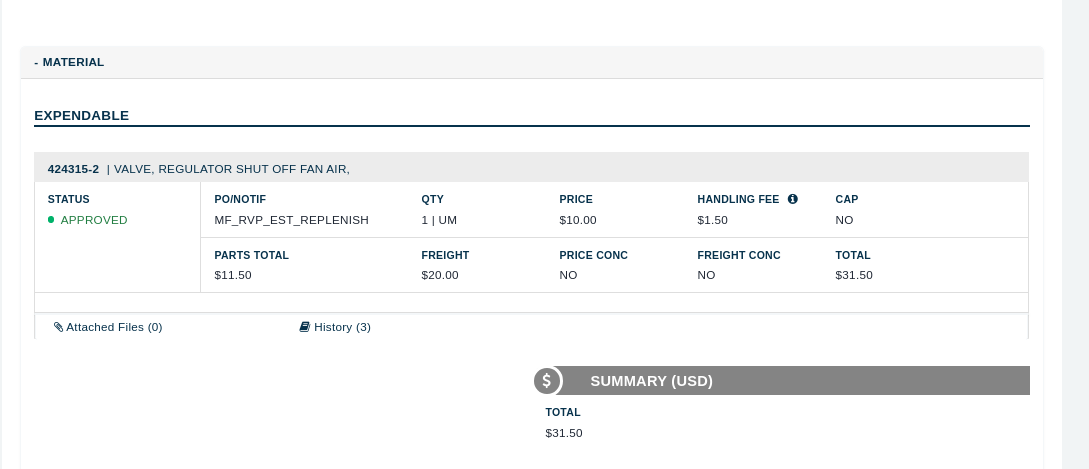 - MATERIAL
EXPENDABLE
424315-2 | VALVE, REGULATOR SHUT OFF FAN AIR,
STATUS PO/NOTIF QTY PRICE HANDLING FEE CAP
APPROVED MF_RVP_EST_REPLENISH 1 | UM $10.00 $1.50 NO
PARTS TOTAL FREIGHT PRICE CONC FREIGHT CONC TOTAL
$11.50 $20.00 NO NO $31.50
Attached Files (0) History (3)
$ SUMMARY (USD)
TOTAL
$31.50